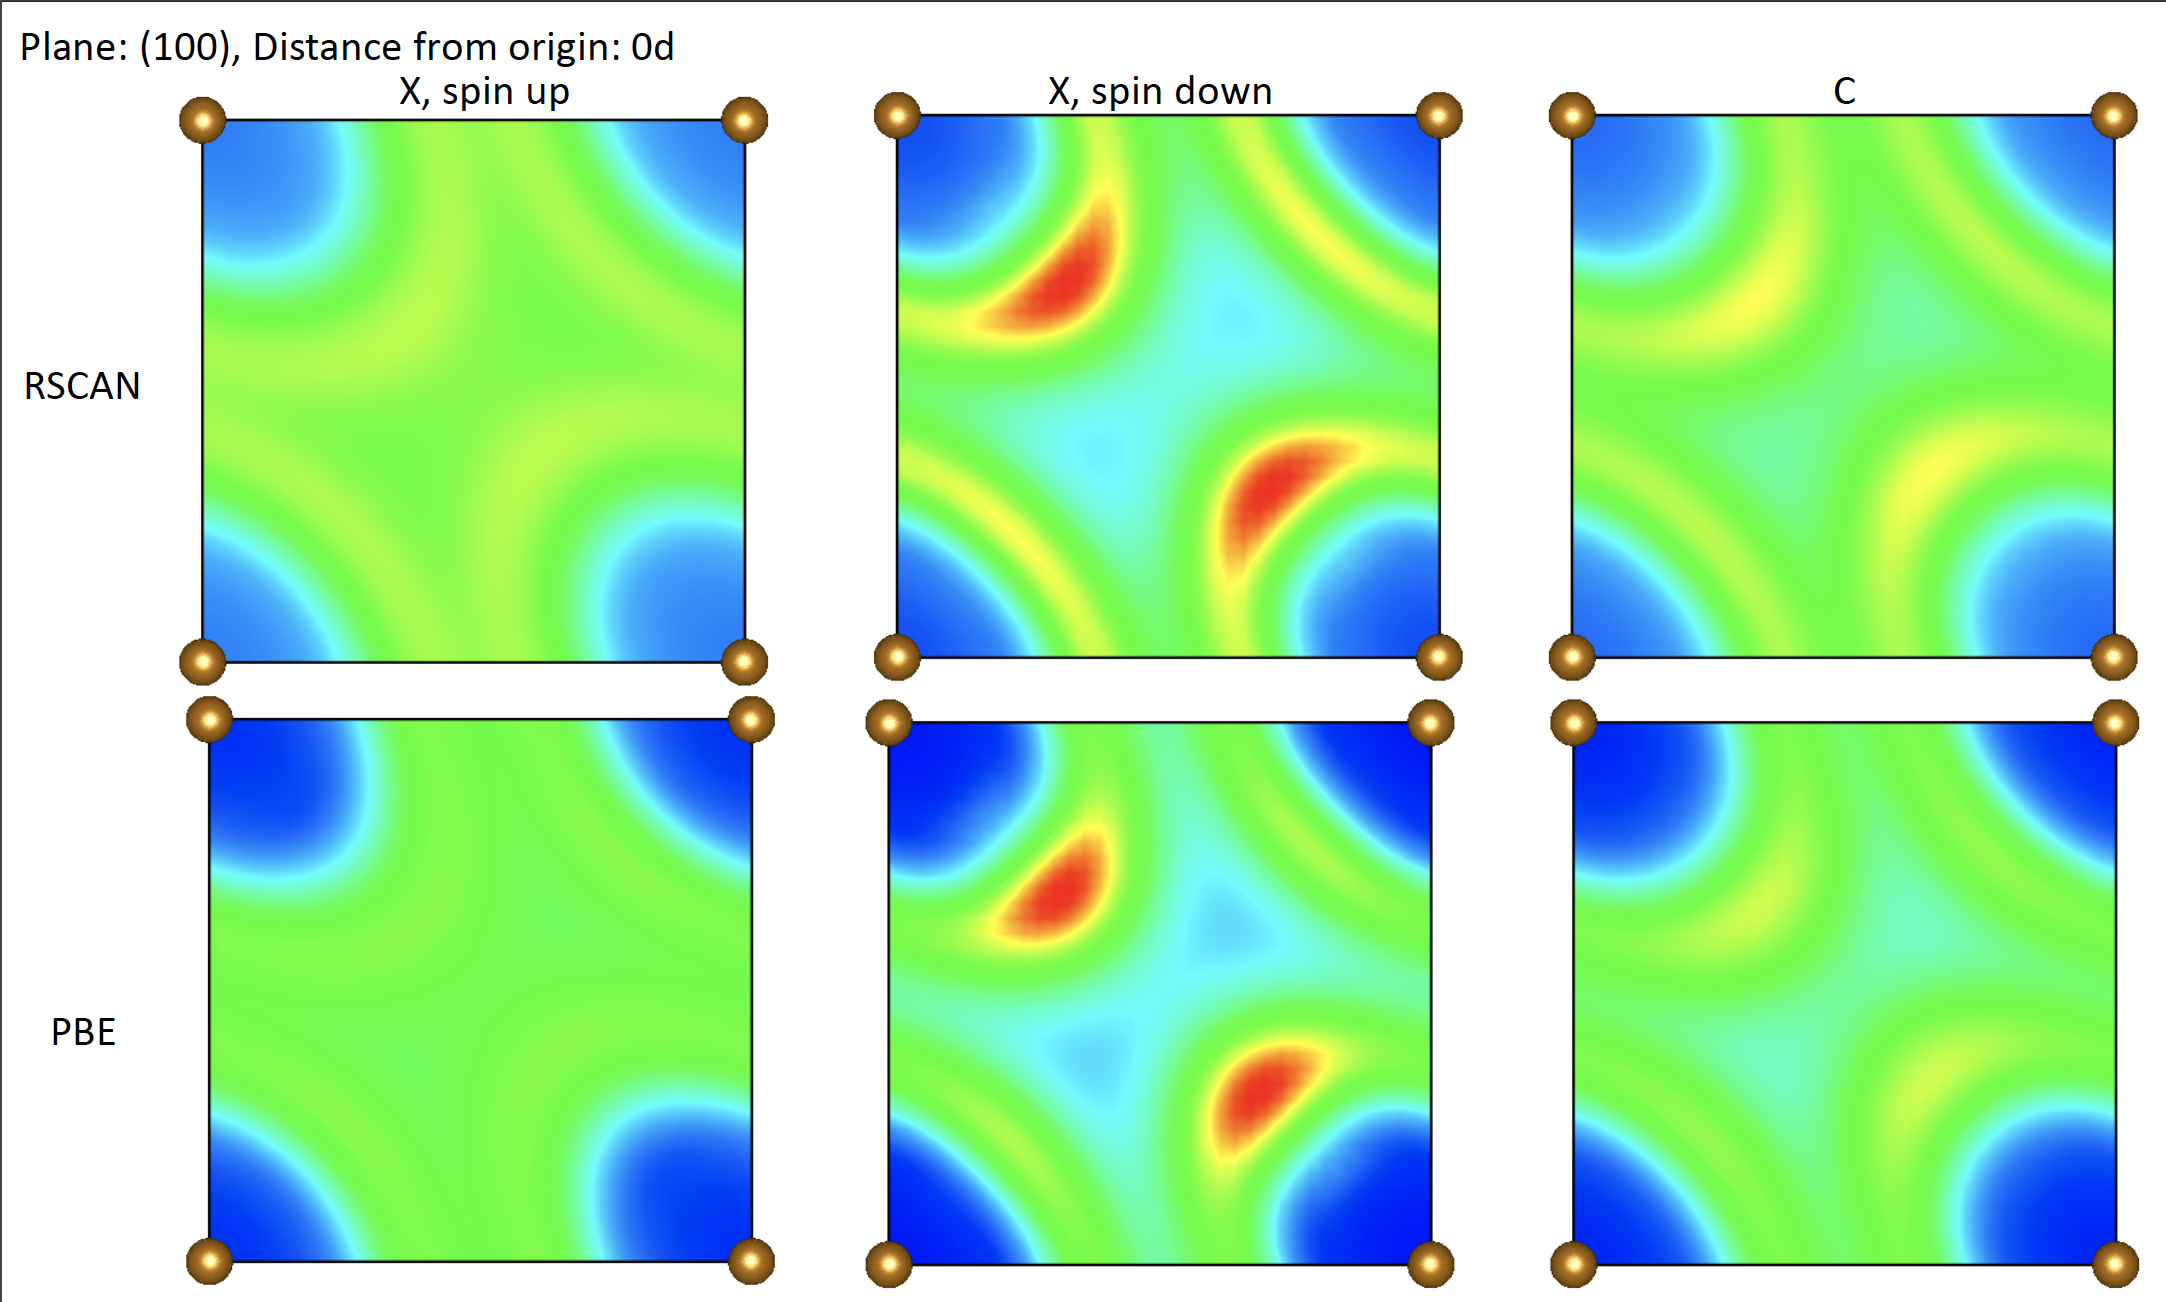 Plane: (100), Distance from origin: 0d
X, spin up
X, spin down
C
RSCAN
PBE